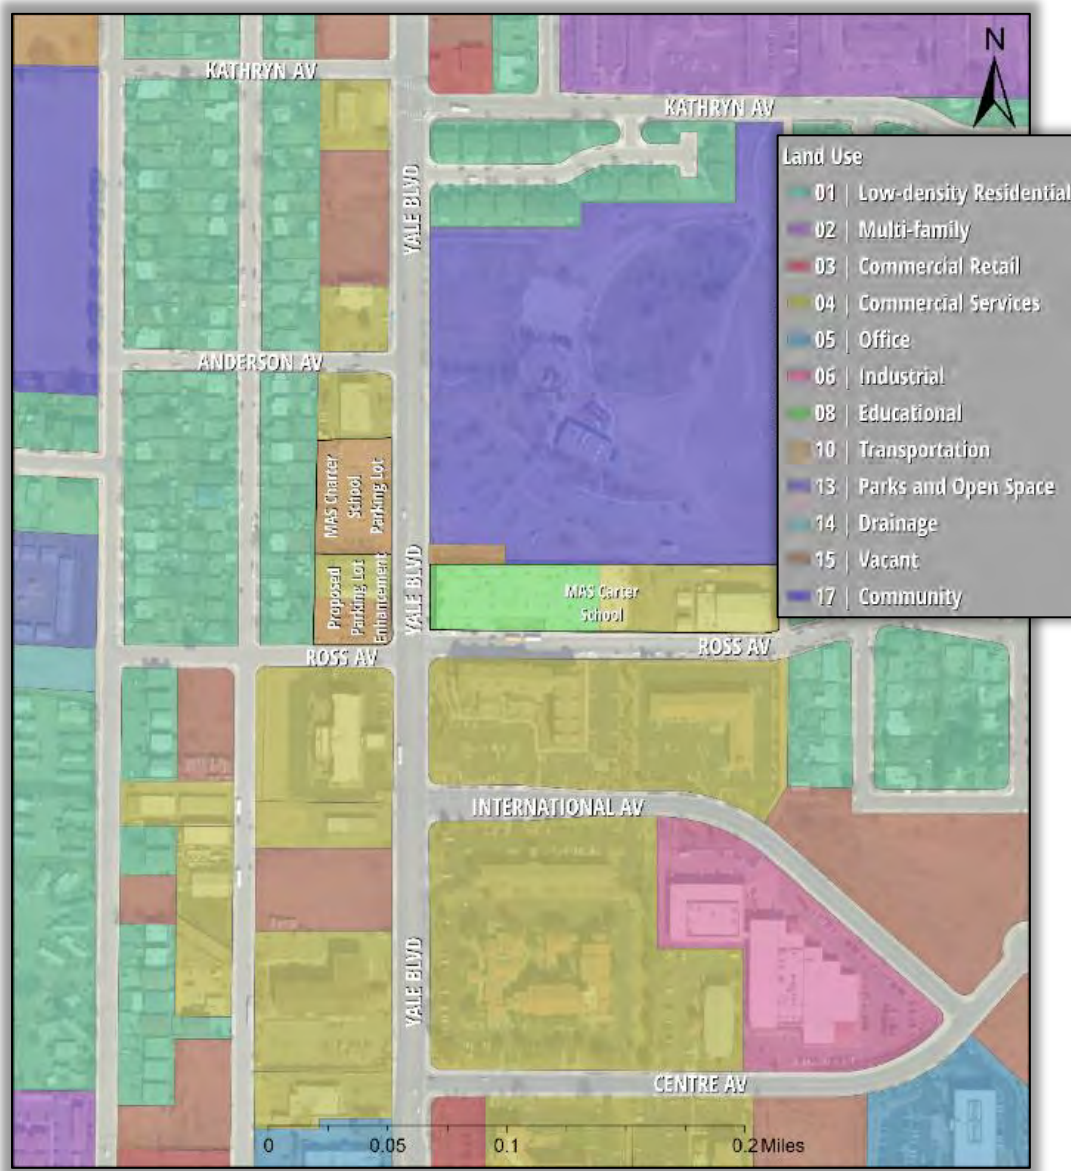 N
KATHRYN AV
KATHRYN AV
YALE BLVD
Land Use
01 | Low-density Residential
02 | Multi-family
03 | Commercial Retail
04 | Commercial Services
05 | Office
06 | Industrial
08 | Educational
10 | Transportation
13 | Parks and Open Space
14 | Drainage
15 | Vacant
17 | Community
ANDERSON AV
MAS Charter
School
Parking Lot
YALE BLVD
Proposed
Parking Lot
Enhancement
MAS Carter
School
ROSS AV
ROSS AV
INTERNATIONAL AV
YALE BLVD
CENTRE AV
0 0.05 0.1 0.2 Miles